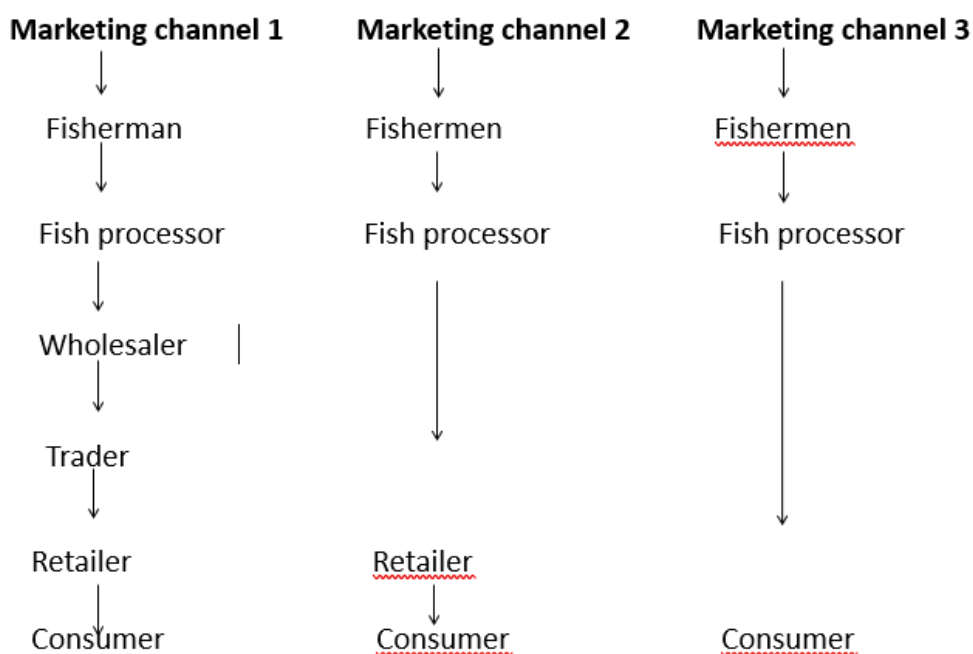 Marketing channel 1 Marketing channel 2 Marketing channel 3
Fisherman Fishermen Fishermen
Fish processor Fish processor Fish processor
Wholesaler
Trader
Retailer Retailer
Consumer Consumer Consumer